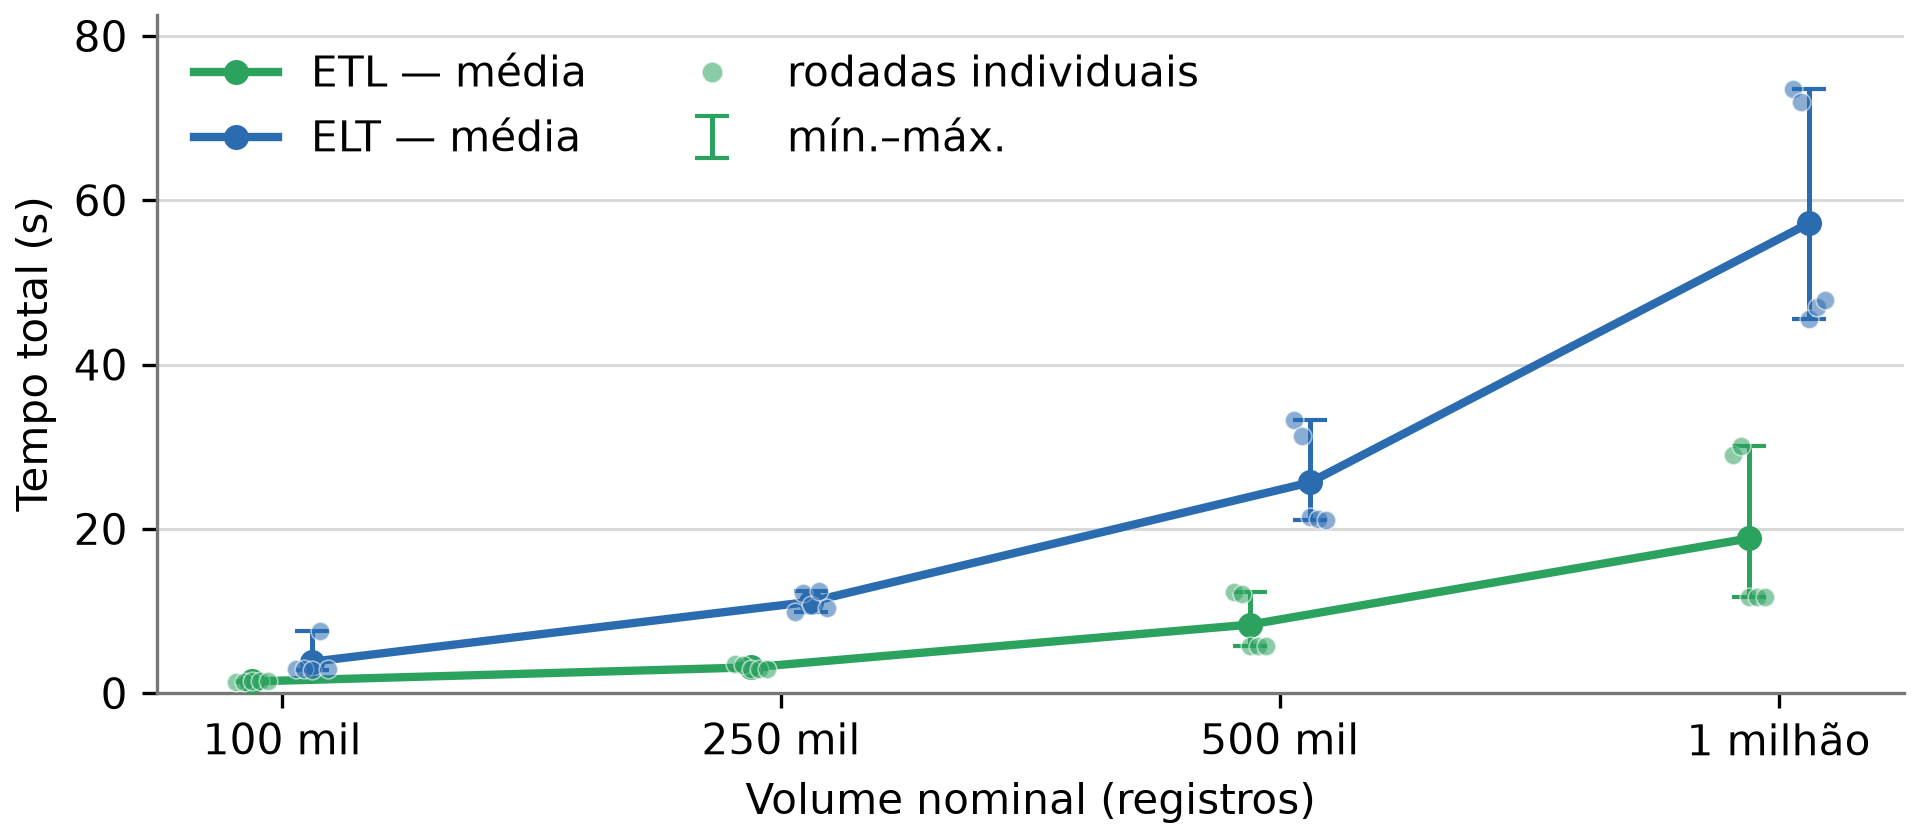 80
60
40
20
0
Tempo total (s)
ETL — média
ELT — média
rodadas individuais
mín.–máx.
100 mil
250 mil
500 mil
1 milhão
Volume nominal (registros)